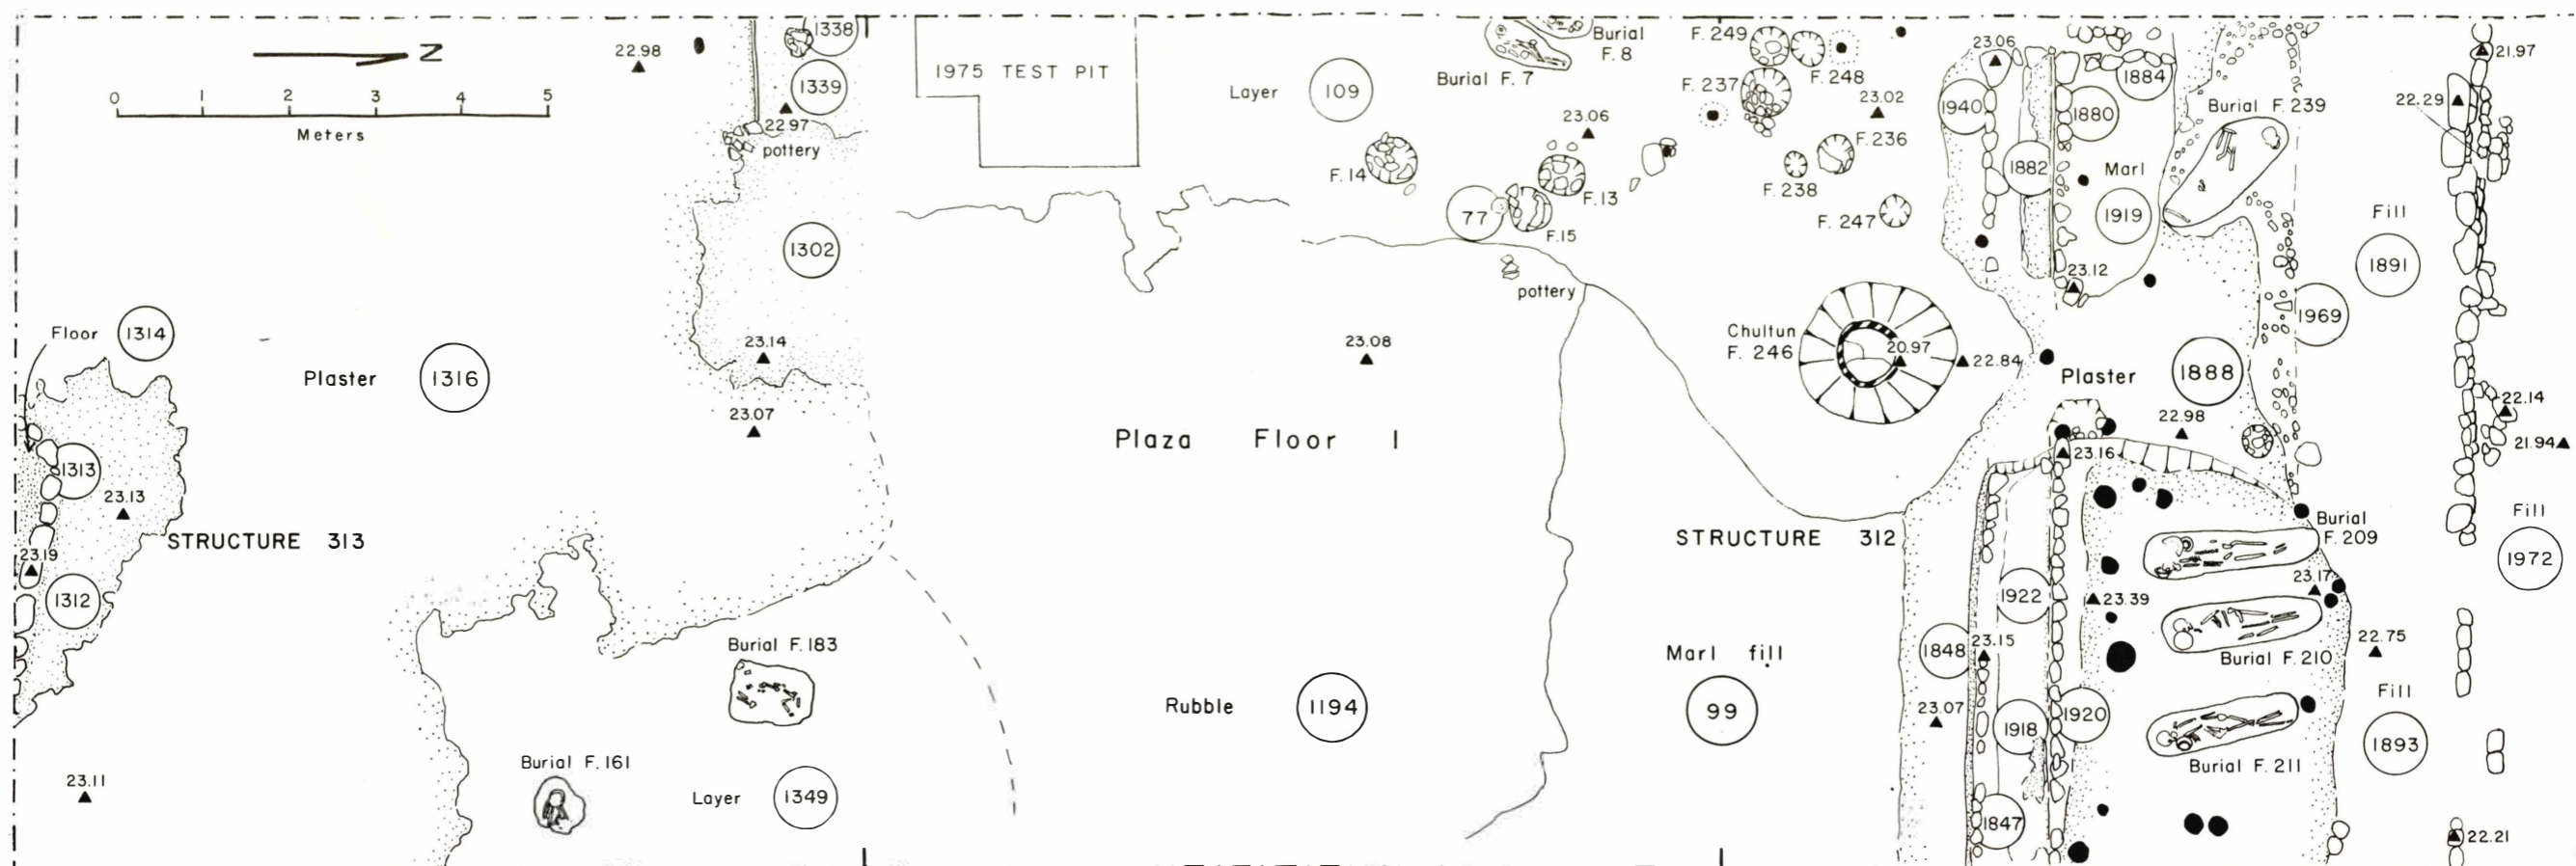 N
0 1 2 3 4 5
Meters
22.98
1338
1339
22.97
pottery
1302
23.14
23.07
Floor 1314
Plaster 1316
1313
23.13
23.19
1312
STRUCTURE 313
23.11
Burial F. 183
Burial F. 161
Layer 1349
1975 TEST PIT
Layer 109
Burial F. 7
Burial
F. 8
23.06
F. 14
F. 13
77
F. 15
pottery
23.08
Plaza Floor 1
Rubble 1194
F. 249
F. 248
F. 237
23.02
F. 236
F. 238
F. 247
Chultun
F. 246
20.97
22.84
STRUCTURE 312
Marl fill
99
23.06
1940
1882
1880
1884
Marl
1919
23.12
Burial F. 239
1969
Plaster
1888
22.98
23.16
Burial
F. 209
23.17
23.39
1922
1848
23.15
23.07
1918
1920
1847
Burial F. 210
Burial F. 211
22.75
Fill
1893
Fill
1891
21.97
22.29
22.14
21.94
Fill
1972
22.21